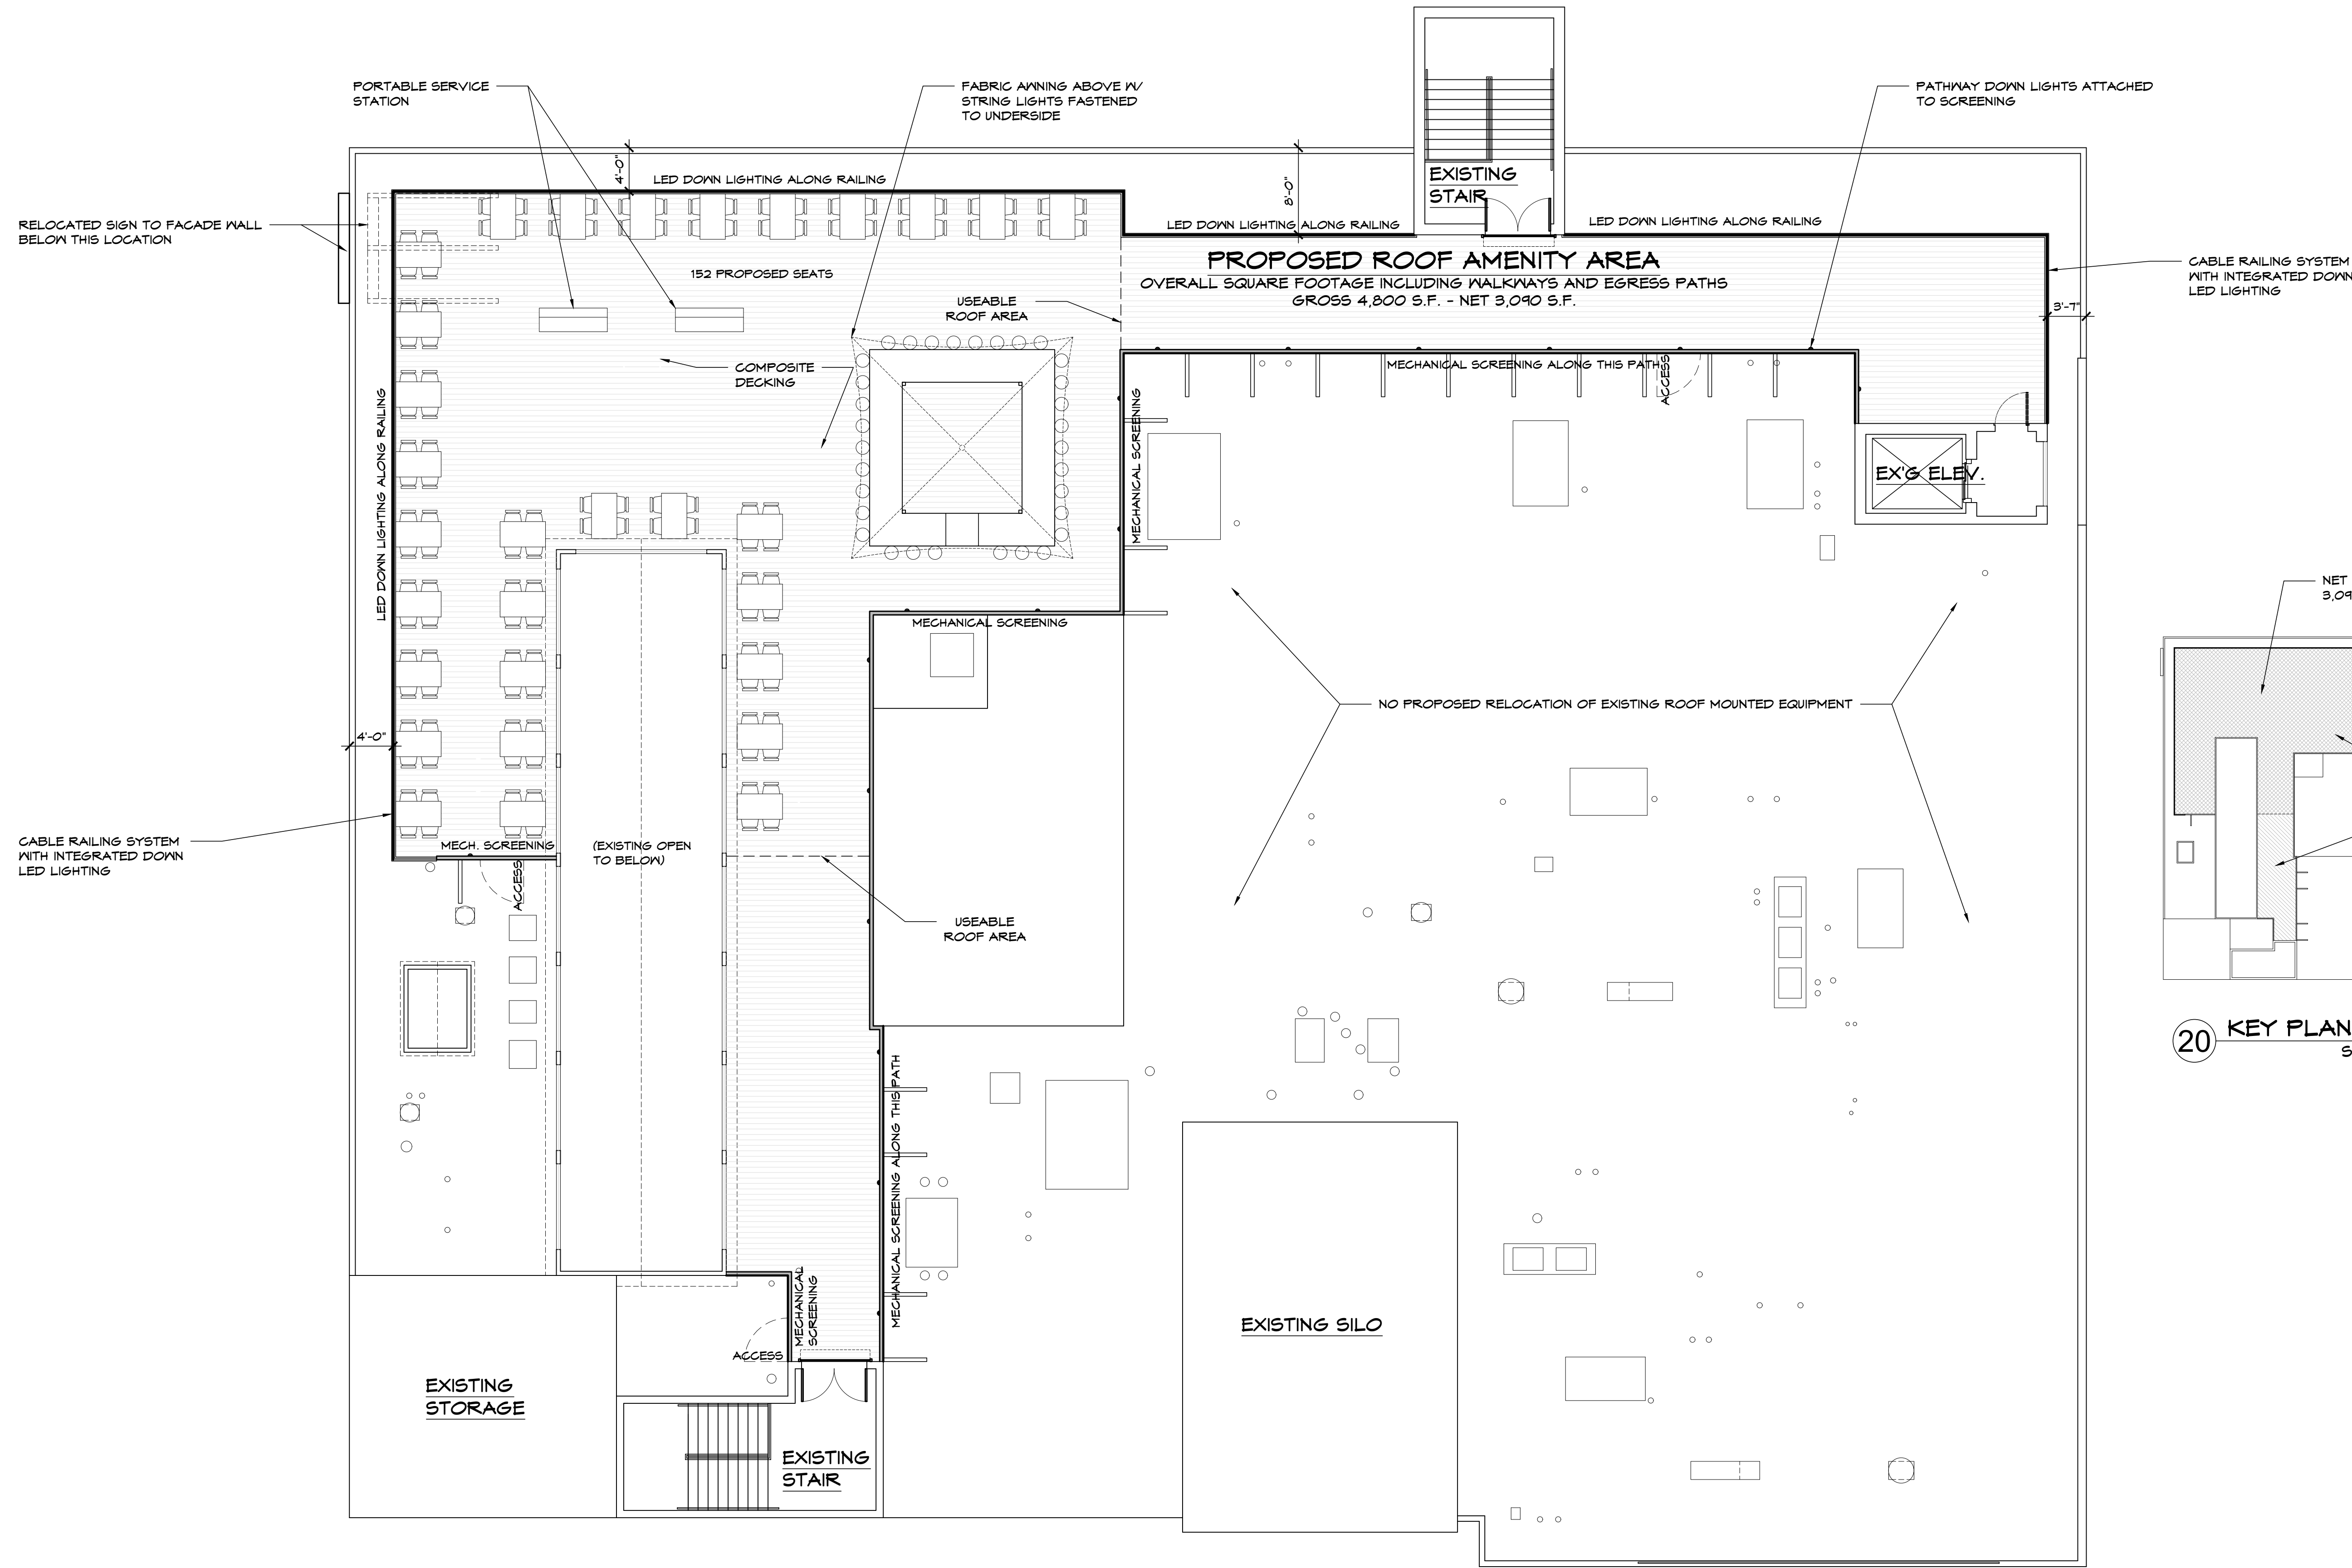 PORTABLE SERVICE
STATION
FABRIC AWNING ABOVE W/
STRING LIGHTS FASTENED
TO UNDERSIDE
PATHWAY DOWN LIGHTS ATTACHED
TO SCREENING
4'-0"
LED DOWN LIGHTING ALONG RAILING
8'-0"
EXISTING
STAIR
RELOCATED SIGN TO FACADE WALL
BELOW THIS LOCATION
LED DOWN LIGHTING ALONG RAILING
LED DOWN LIGHTING ALONG RAILING
PROPOSED ROOF AMENITY AREA
OVERALL SQUARE FOOTAGE INCLUDING WALKWAYS AND EGRESS PATHS
GROSS 4,800 S.F. - NET 3,090 S.F.
152 PROPOSED SEATS
USEABLE
ROOF AREA
CABLE RAILING SYSTEM
WITH INTEGRATED DOWN
LED LIGHTING
3'-7"
COMPOSITE
DECKING
MECHANICAL SCREENING ALONG THIS PATH
ACCESS
LED DOWN LIGHTING ALONG RAILING
MECHANICAL SCREENING
EX'G ELEV.
NET
MECHANICAL SCREENING
NO PROPOSED RELOCATION OF EXISTING ROOF MOUNTED EQUIPMENT
4'-0"
CABLE RAILING SYSTEM
WITH INTEGRATED DOWN
LED LIGHTING
MECH. SCREENING
ACCESS
(EXISTING OPEN
TO BELOW)
USEABLE
ROOF AREA
20
KEY PLAN
MECHANICAL SCREENING ALONG THIS PATH
MECHANICAL
SCREENING
ACCESS
EXISTING SILO
EXISTING
STORAGE
EXISTING
STAIR